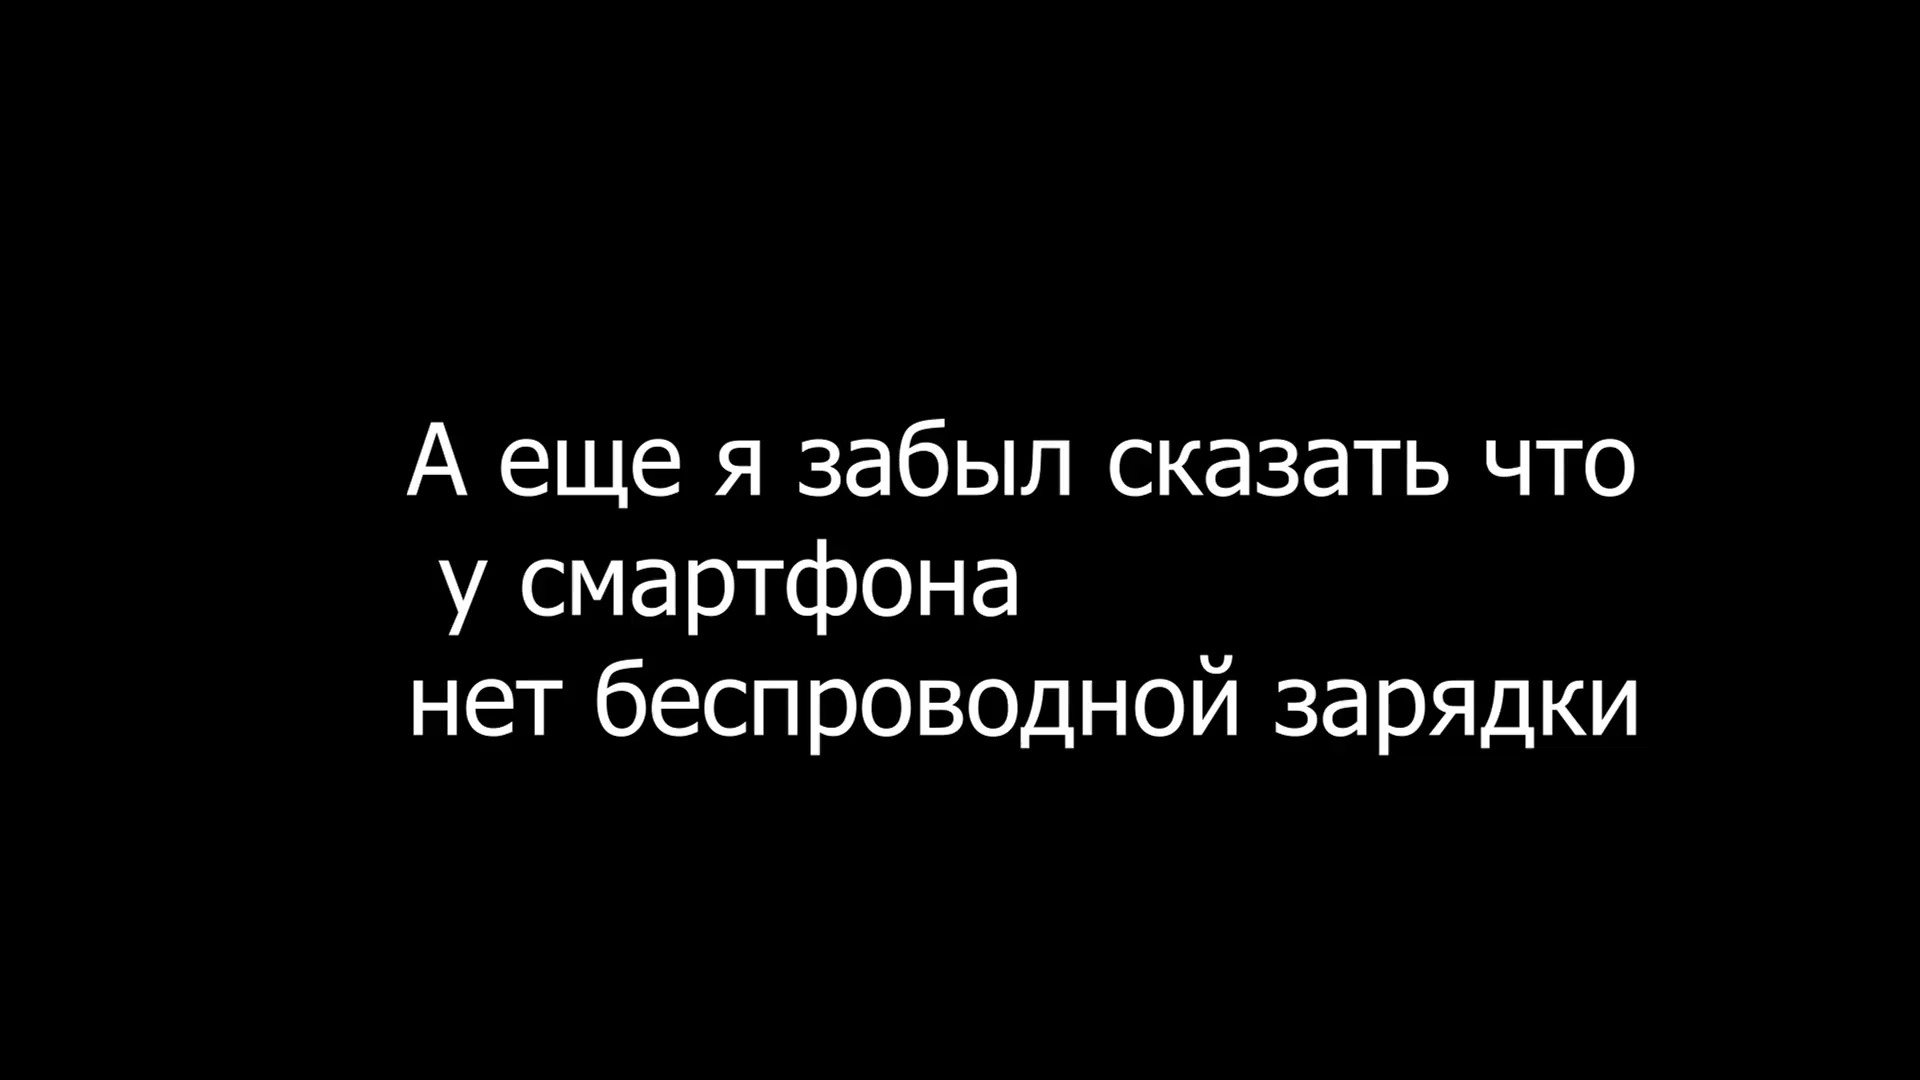 А еще я забыл сказать что
у смартфона
нет беспроводной зарядки